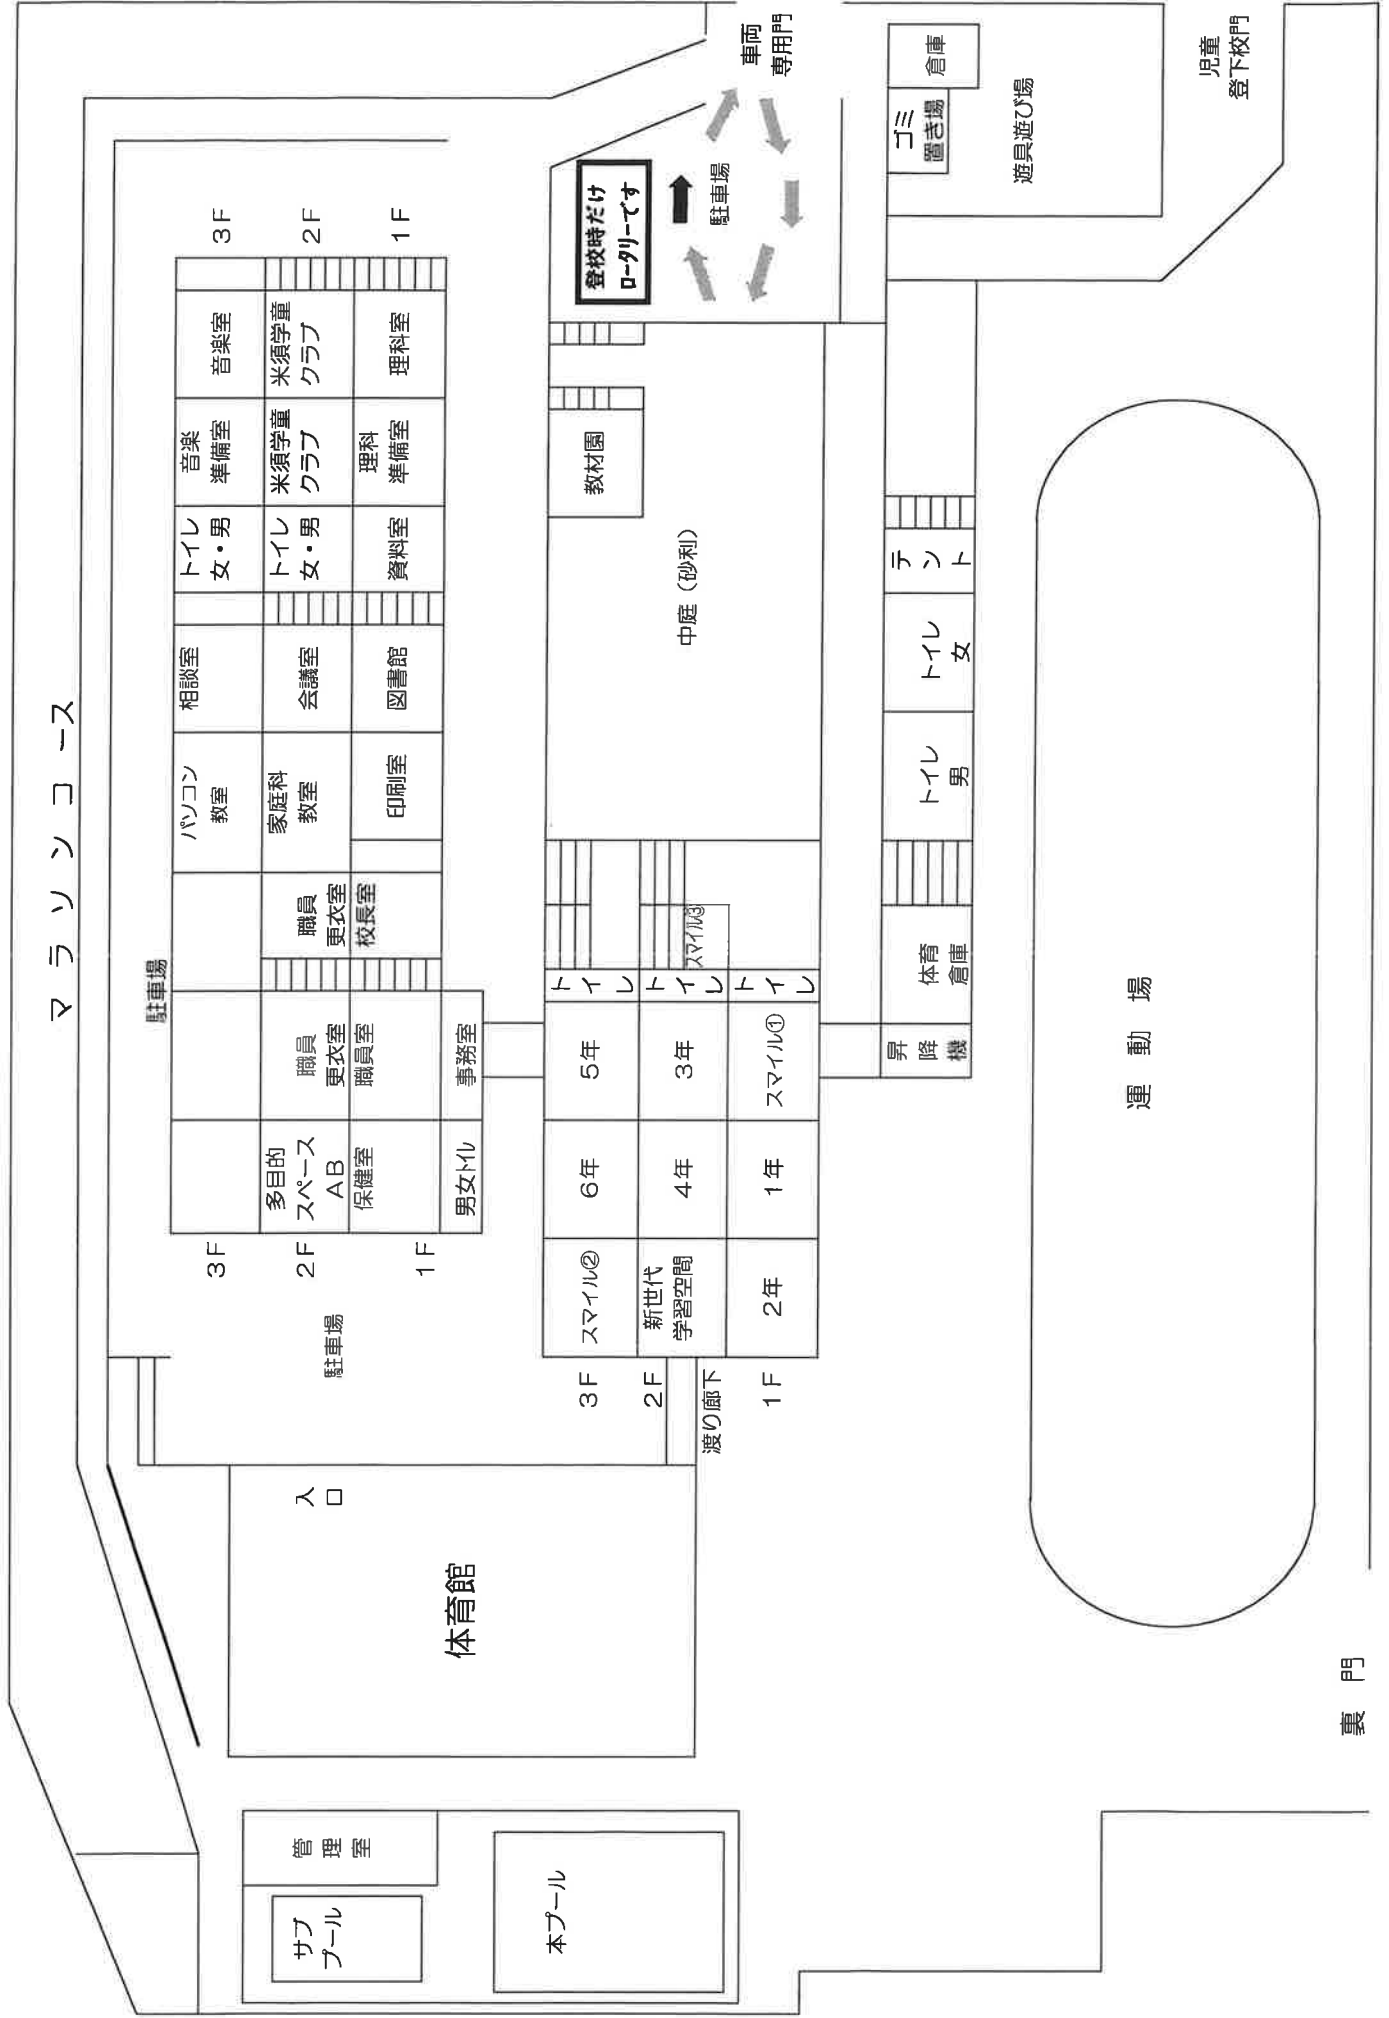 マラソンコース
駐車場
3F
パソコン
教室
相談室
トイレ
女・男
音楽
準備室
音楽室
3F
2F
多目的
スペース
AB
職員
更衣室
職員
更衣室
家庭科
教室
会議室
トイレ
女・男
米須学童
クラブ
米須学童
クラブ
2F
1F
保健室
職員室
校長室
印刷室
図書館
資料室
理科
準備室
理科室
1F
男女トイレ
事務室
駐車場
入
口
体育館
管
理
室
サブ
プール
本プール
3F
スマイル②
6年
5年
トイレ
2F
新世代
学習空間
4年
3年
トイレ
スマイル③
渡り廊下
1F
2年
1年
スマイル①
トイレ
教材園
中庭（砂利）
登校時だけ
ロータリーです
駐車場
車両
専用門
昇
降
機
体育
倉庫
トイレ
男
トイレ
女
テ
ン
ト
ゴミ
置き場
倉庫
遊具遊び場
児童
登下校門
運動場
裏門